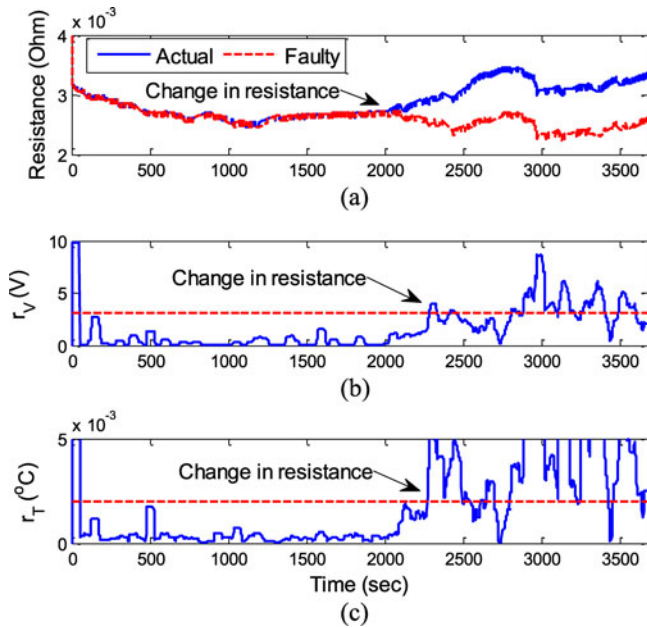 x 10⁻³
4
3
2
Resistance (Ohm)
Actual
Faulty
Change in resistance
0 500 1000 1500 2000 2500 3000 3500
(a)
10
5
0
r_V (V)
Change in resistance
0 500 1000 1500 2000 2500 3000 3500
(b)
x 10⁻³
5
0
r_T (°C)
Change in resistance
0 500 1000 1500 2000 2500 3000 3500
Time (sec)
(c)